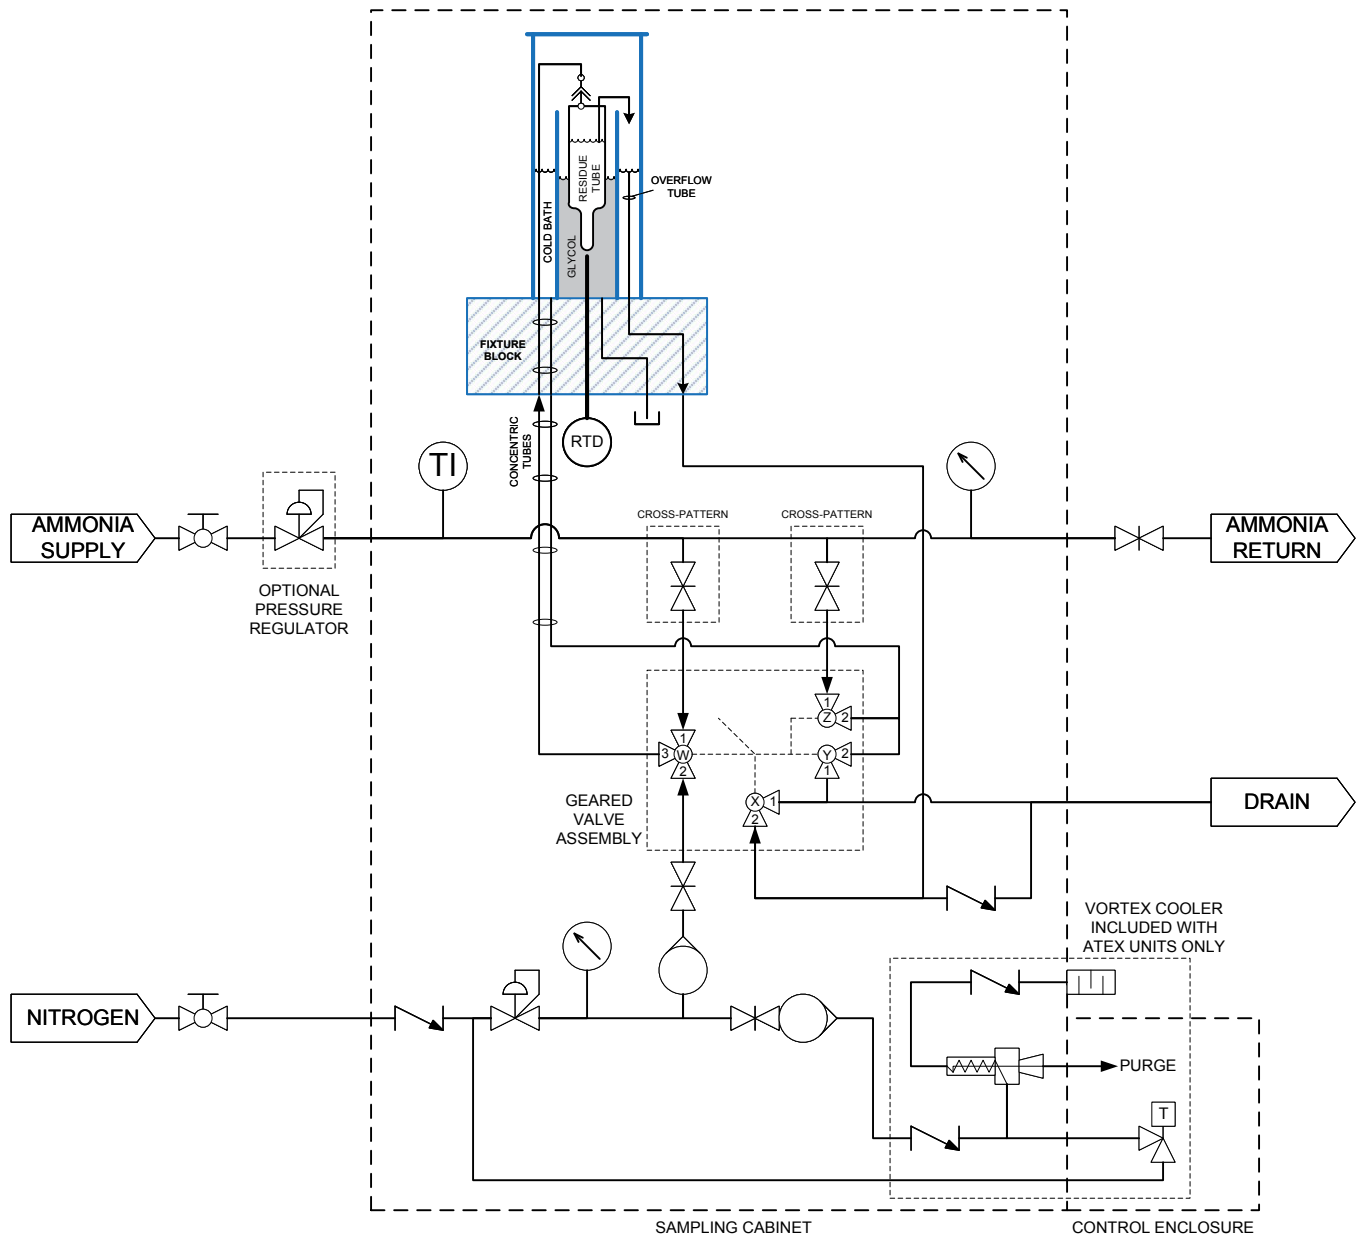 RESIDUE
TUBE
OVERFLOW
TUBE
COLD BATH
GLYCOL
FIXTURE
BLOCK
CONCENTRIC
TUBES
RTD
TI
CROSS-PATTERN
CROSS-PATTERN
AMMONIA
SUPPLY
AMMONIA
RETURN
OPTIONAL
PRESSURE
REGULATOR
1
Z
2
1
3
W
2
Y
2
1
X
1
2
GEARED
VALVE
ASSEMBLY
DRAIN
VORTEX COOLER
INCLUDED WITH
ATEX UNITS ONLY
NITROGEN
PURGE
T
SAMPLING CABINET
CONTROL ENCLOSURE